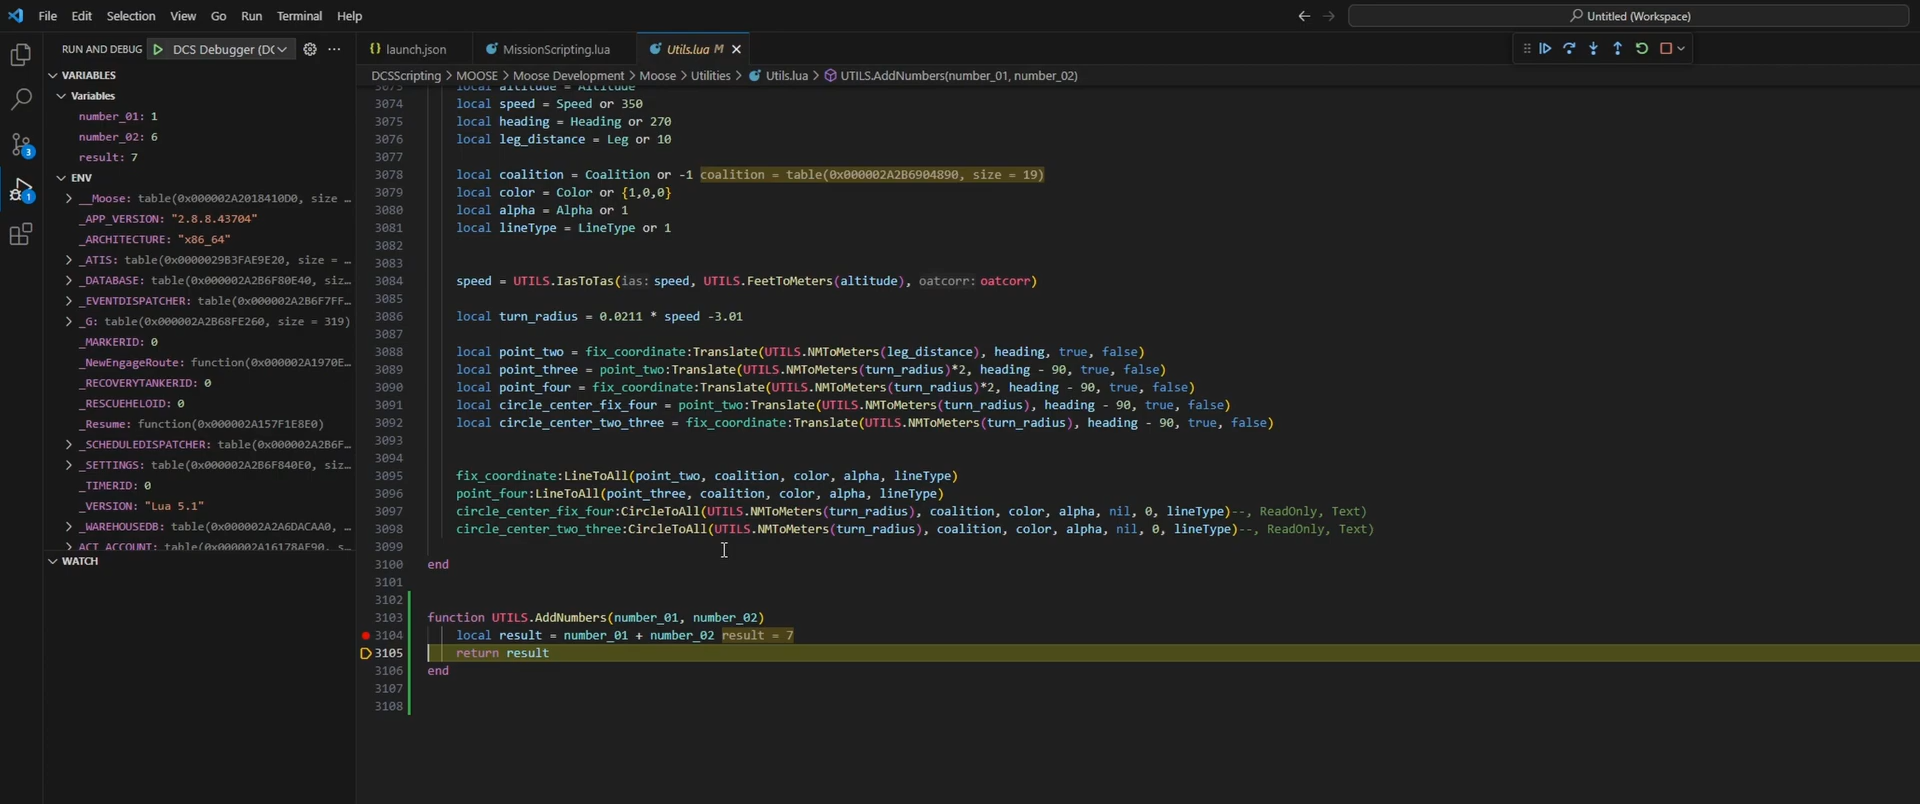 File Edit Selection View Go Run Terminal Help
Untitled (Workspace)
RUN AND DEBUG DCS Debugger (DC
launch.json MissionScripting.lua Utils.lua M
DCSScripting > MOOSE > Moose Development > Moose > Utilities > Utils.lua > UTILS.AddNumbers(number_01, number_02)
VARIABLES
Variables
number_01: 1
number_02: 6
result: 7
ENV
__Moose: table(0x000002A2018410D0, size …
_APP_VERSION: "2.8.8.43704"
_ARCHITECTURE: "x86_64"
_ATIS: table(0x0000029B3FAE9E20, size = …
_DATABASE: table(0x000002A2B6F80E40, siz…
_EVENTDISPATCHER: table(0x000002A2B6F7FF…
_G: table(0x000002A2B68FE260, size = 319)
_MARKERID: 0
_NewEngageRoute: function(0x000002A1970E…
_RECOVERYTANKERID: 0
_RESCUEHELOID: 0
_Resume: function(0x000002A157F1E8E0)
_SCHEDULEDISPATCHER: table(0x000002A2B6F…
_SETTINGS: table(0x000002A2B6F840E0, siz…
_TIMERID: 0
_VERSION: "Lua 5.1"
_WAREHOUSEDB: table(0x000002A2A6DACAA0, …
ACT_ACCOUNT: table(0x000002A16178AE90, s…
WATCH
3
1
3073 local altitude = Altitude
3074 local speed = Speed or 350
3075 local heading = Heading or 270
3076 local leg_distance = Leg or 10
3077
3078 local coalition = Coalition or -1 coalition = table(0x000002A2B6904890, size = 19)
3079 local color = Color or {1,0,0}
3080 local alpha = Alpha or 1
3081 local lineType = LineType or 1
3082
3083
3084 speed = UTILS.IasToTas(ias: speed, UTILS.FeetToMeters(altitude), oatcorr: oatcorr)
3085
3086 local turn_radius = 0.0211 * speed -3.01
3087
3088 local point_two = fix_coordinate:Translate(UTILS.NMToMeters(leg_distance), heading, true, false)
3089 local point_three = point_two:Translate(UTILS.NMToMeters(turn_radius)*2, heading - 90, true, false)
3090 local point_four = fix_coordinate:Translate(UTILS.NMToMeters(turn_radius)*2, heading - 90, true, false)
3091 local circle_center_fix_four = point_two:Translate(UTILS.NMToMeters(turn_radius), heading - 90, true, false)
3092 local circle_center_two_three = fix_coordinate:Translate(UTILS.NMToMeters(turn_radius), heading - 90, true, false)
3093
3094
3095 fix_coordinate:LineToAll(point_two, coalition, color, alpha, lineType)
3096 point_four:LineToAll(point_three, coalition, color, alpha, lineType)
3097 circle_center_fix_four:CircleToAll(UTILS.NMToMeters(turn_radius), coalition, color, alpha, nil, 0, lineType)--, ReadOnly, Text)
3098 circle_center_two_three:CircleToAll(UTILS.NMToMeters(turn_radius), coalition, color, alpha, nil, 0, lineType)--, ReadOnly, Text)
3099
3100 end
3101
3102
3103 function UTILS.AddNumbers(number_01, number_02)
3104 local result = number_01 + number_02 result = 7
3105 return result
3106 end
3107
3108